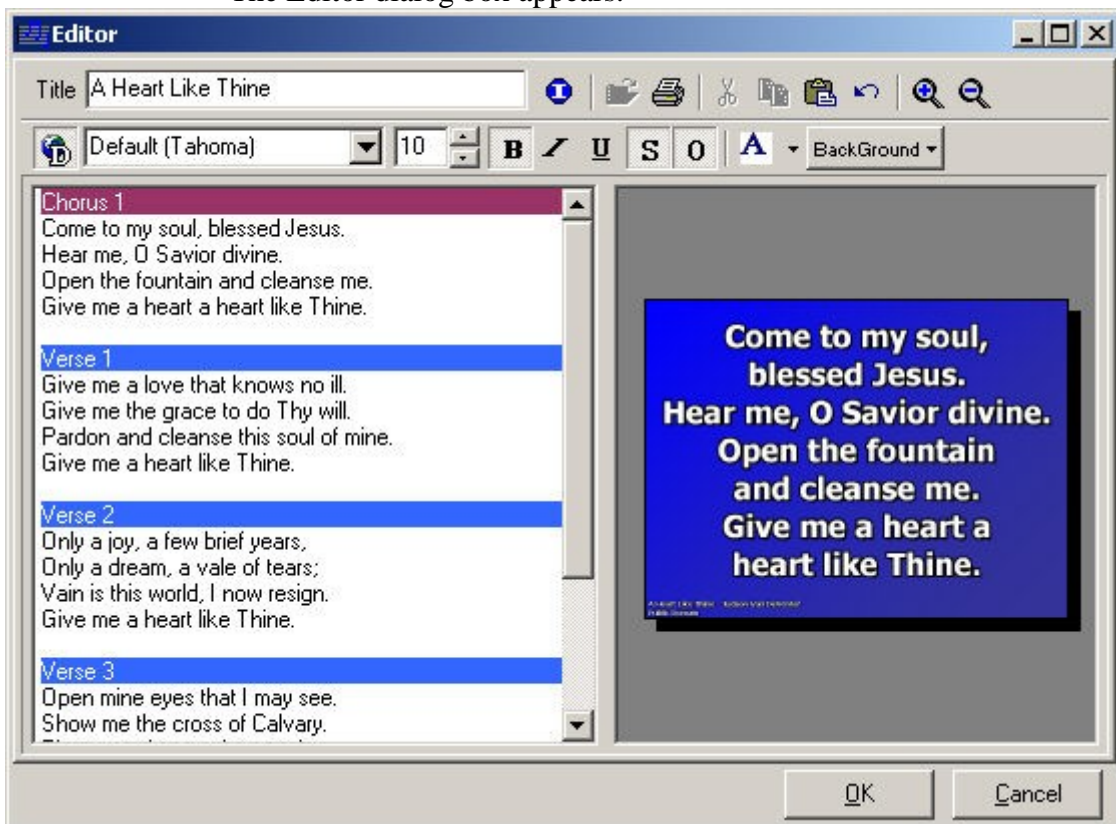 The Editor dialog box appears.
Editor
Title A Heart Like Thine
Default (Tahoma) 10 B I U S O A BackGround
Chorus 1
Come to my soul, blessed Jesus.
Hear me, O Savior divine.
Open the fountain and cleanse me.
Give me a heart a heart like Thine.
Verse 1
Give me a love that knows no ill.
Give me the grace to do Thy will.
Pardon and cleanse this soul of mine.
Give me a heart like Thine.
Verse 2
Only a joy, a few brief years,
Only a dream, a vale of tears;
Vain is this world, I now resign.
Give me a heart like Thine.
Verse 3
Open mine eyes that I may see.
Show me the cross of Calvary.
Come to my soul,
blessed Jesus.
Hear me, O Savior divine.
Open the fountain
and cleanse me.
Give me a heart a
heart like Thine.
A Heart Like Thine
Public Domain
OK Cancel